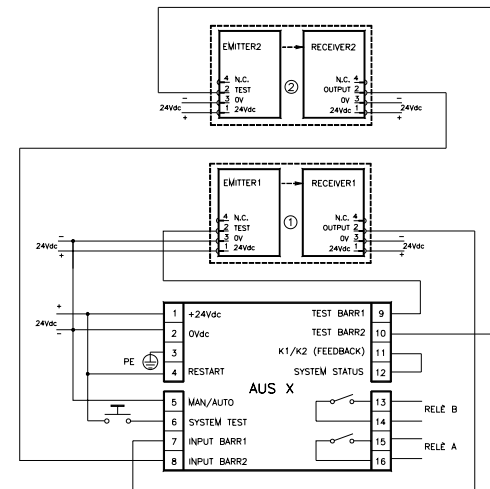 EMITTER2 RECEIVER2
4 N.C. 4
2 TEST OUTPUT 2
3 0V 0V 3
1 24Vdc 24Vdc 1
24Vdc − + 24Vdc − +
2
EMITTER1 RECEIVER1
4 N.C. 4
2 TEST OUTPUT 2
3 0V 0V 3
1 24Vdc 24Vdc 1
24Vdc − + 24Vdc − +
1
24Vdc + −
PE
1 +24Vdc TEST BARR1 9
2 0Vdc TEST BARR2 10
3 K1/K2 (FEEDBACK) 11
4 RESTART SYSTEM STATUS 12
AUS X
5 MAN/AUTO 13
6 SYSTEM TEST 14
7 INPUT BARR1 15
8 INPUT BARR2 16
RELÈ B
RELÈ A